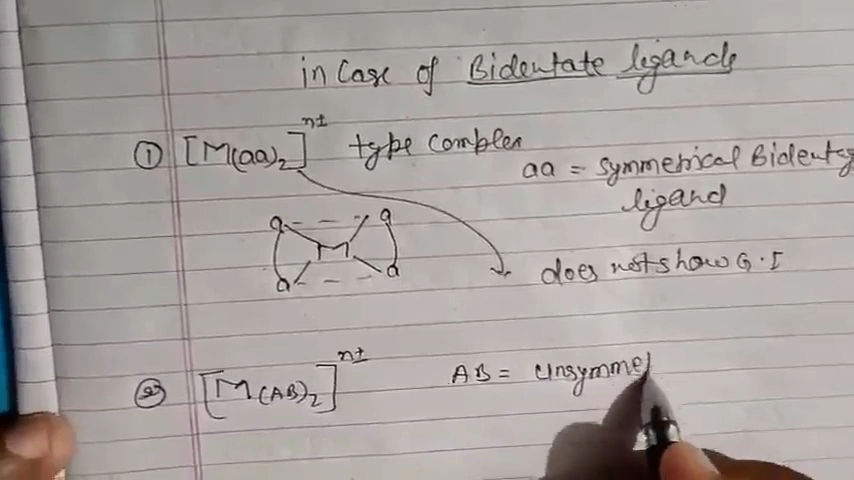 in Case of Bidentate ligands
① [M(aa)₂]ⁿ± type complex
aa = symmetrical Bidenta
ligand
a a
M
a a
does not show G.I
② [M(AB)₂]ⁿ± AB = Unsymme